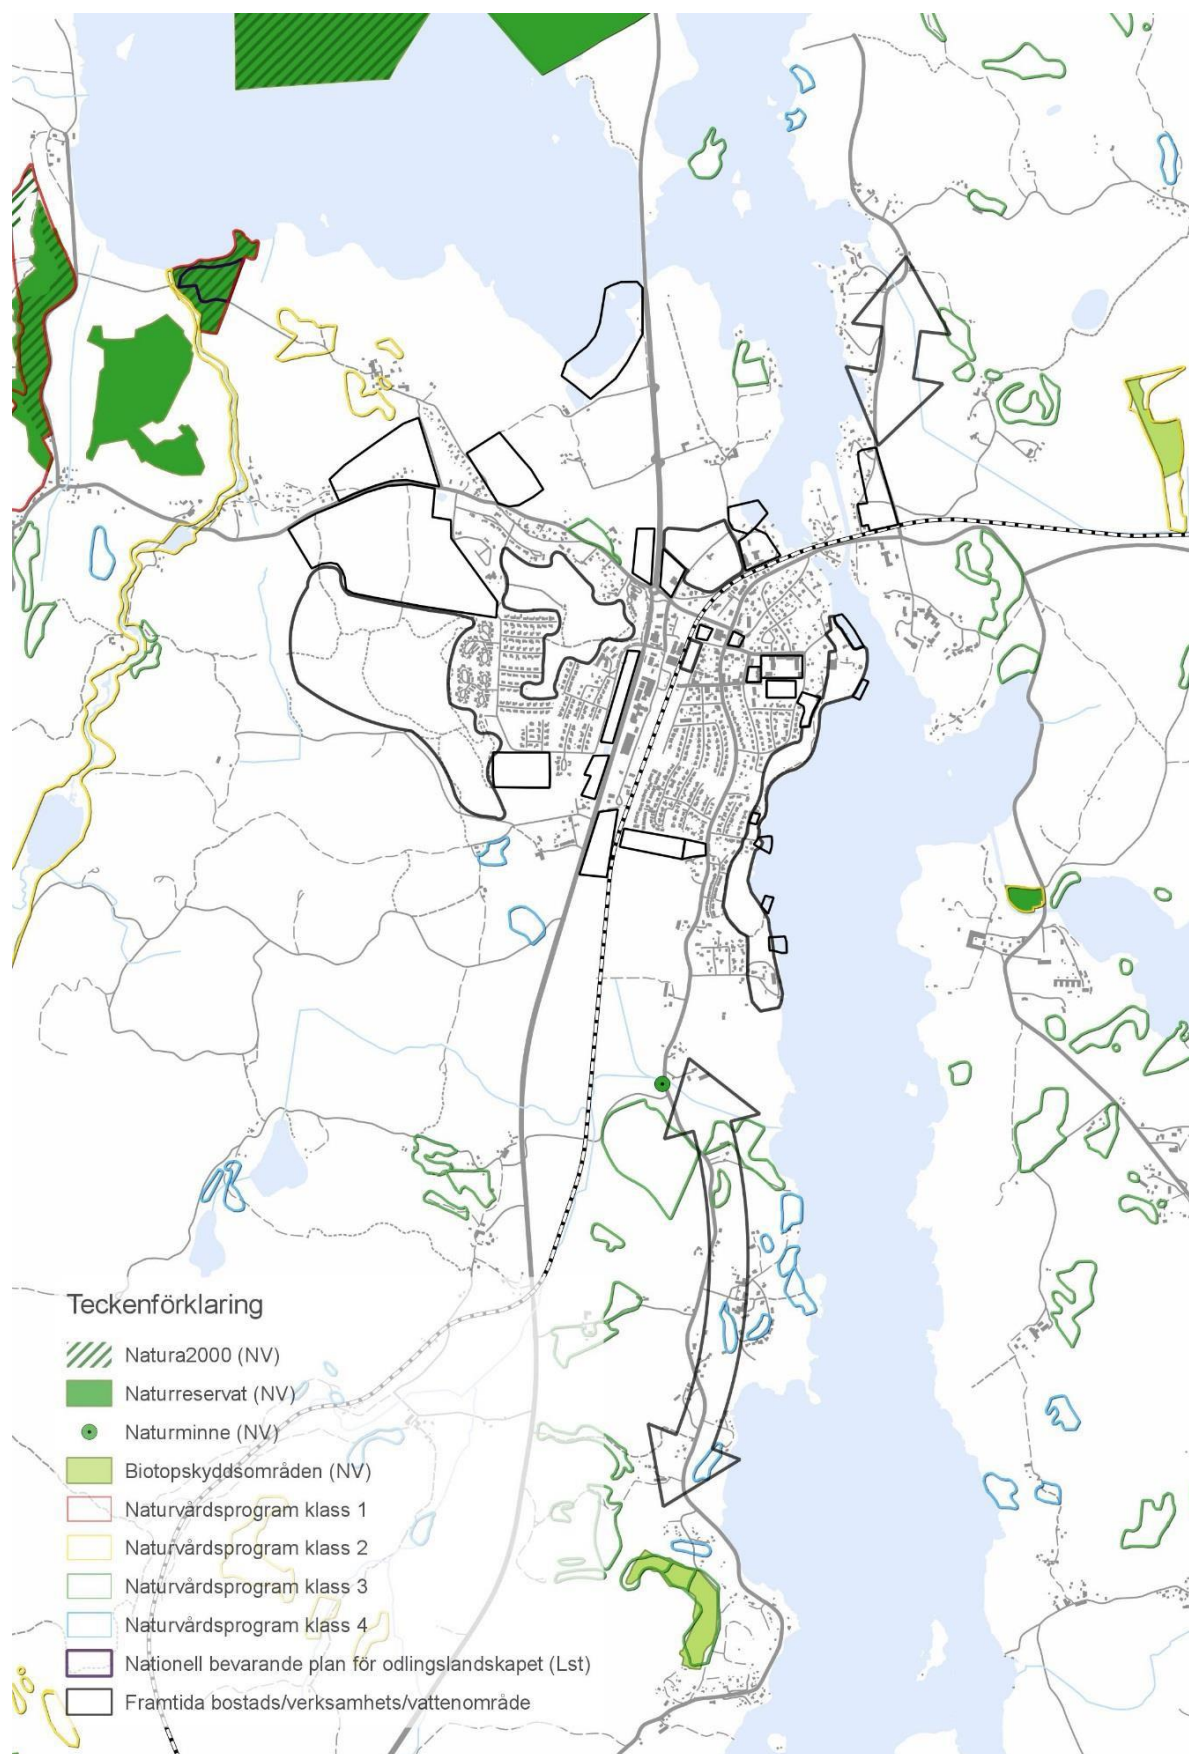 Teckenförklaring
Natura2000 (NV)
Naturreservat (NV)
Naturminne (NV)
Biotopskyddsområden (NV)
Naturvårdsprogram klass 1
Naturvårdsprogram klass 2
Naturvårdsprogram klass 3
Naturvårdsprogram klass 4
Nationell bevarande plan för odlingslandskapet (Lst)
Framtida bostads/verksamhets/vattenområde